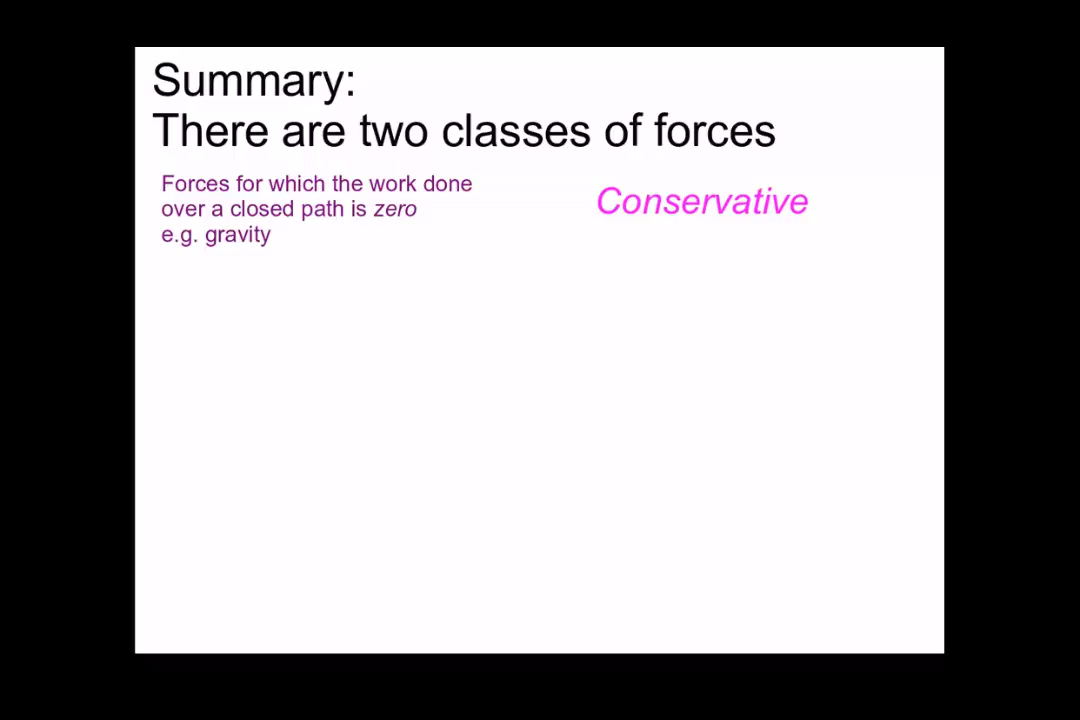 Summary:
There are two classes of forces
Forces for which the work done
over a closed path is zero
e.g. gravity
Conservative